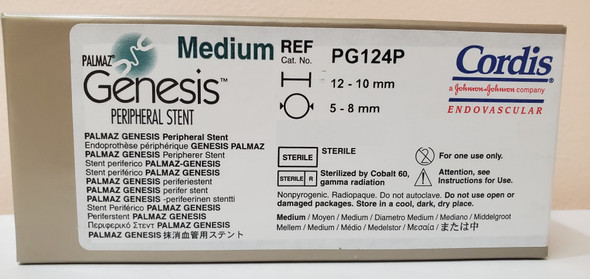 PALMAZ
Genesis™
PERIPHERAL STENT
Medium
REF
Cat. No.
PG124P
12 - 10 mm
5 - 8 mm
Cordis®
a Johnson & Johnson company
ENDOVASCULAR
PALMAZ GENESIS Peripheral Stent
Endoprothèse périphérique GENESIS PALMAZ
PALMAZ GENESIS Peripherer Stent
Stent periferico PALMAZ-GENESIS
Stent periférico PALMAZ GENESIS
PALMAZ GENESIS periferiestent
PALMAZ GENESIS perifer stent
PALMAZ GENESIS -perifeerinen stentti
Stent Periférico PALMAZ GENESIS
Periferstent PALMAZ GENESIS
Περιφερικό Στεντ PALMAZ GENESIS
PALMAZ GENESIS 抹消血管用ステント
STERILE STERILE
STERILE R Sterilized by Cobalt 60,
gamma radiation
2 For one use only.
Attention, see
Instructions for Use.
Nonpyrogenic. Radiopaque. Do not autoclave. Do not use open or
damaged packages. Store in a cool, dark, dry place.
Medium / Moyen / Medium / Diametro Medium / Mediano / Middelgroot
Mellem / Medium / Médio / Medelstor / Μεσαία / または中